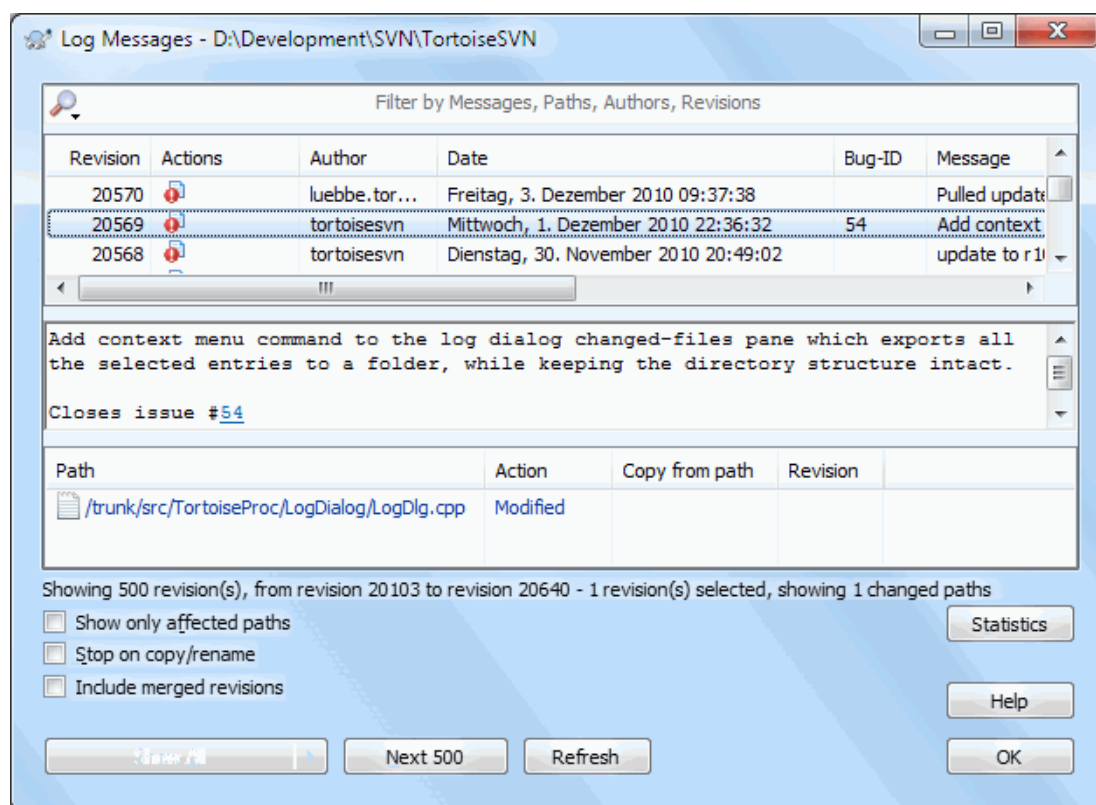 Log Messages - D:\Development\SVN\TortoiseSVN
Filter by Messages, Paths, Authors, Revisions
Revision Actions Author Date Bug-ID Message
20570 luebbe.tor... Freitag, 3. Dezember 2010 09:37:38 Pulled update
20569 tortoisesvn Mittwoch, 1. Dezember 2010 22:36:32 54 Add context
20568 tortoisesvn Dienstag, 30. November 2010 20:49:02 update to r1
Add context menu command to the log dialog changed-files pane which exports all
the selected entries to a folder, while keeping the directory structure intact.
Closes issue #54
Path Action Copy from path Revision
/trunk/src/TortoiseProc/LogDialog/LogDlg.cpp Modified
Showing 500 revision(s), from revision 20103 to revision 20640 - 1 revision(s) selected, showing 1 changed paths
Show only affected paths
Statistics
Stop on copy/rename
Include merged revisions
Help
Show All Next 500 Refresh OK